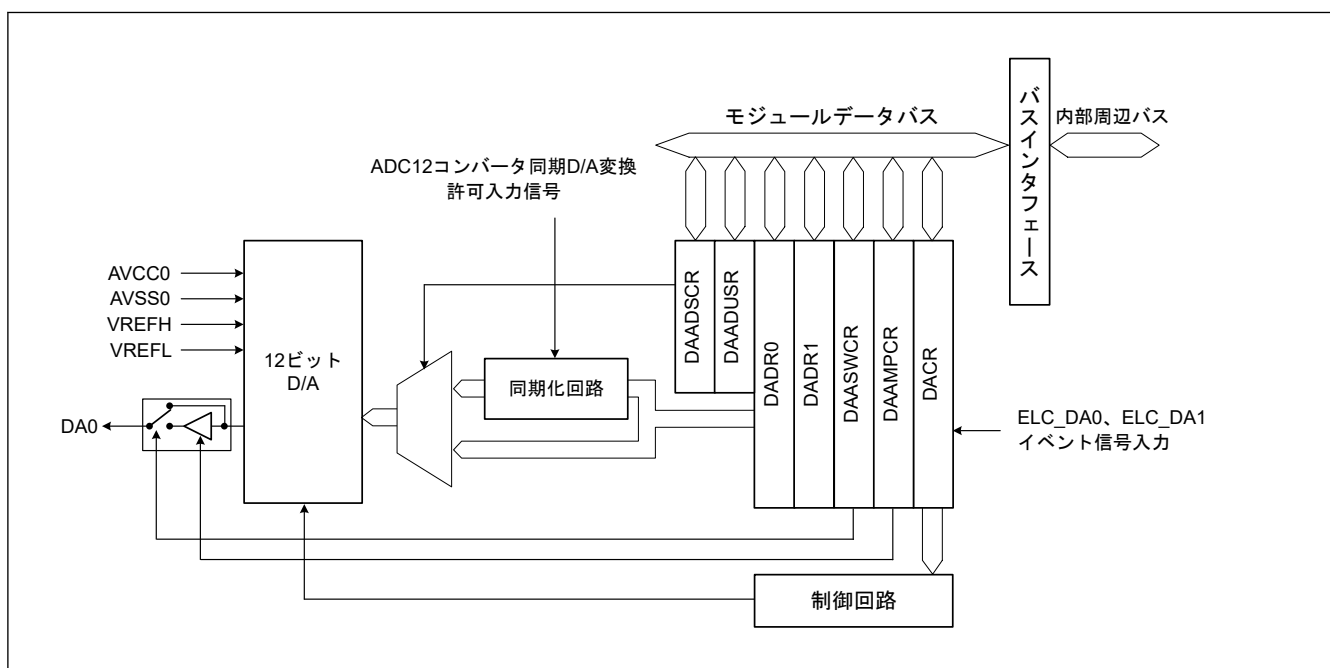 モジュールデータバス
バスインタフェース
内部周辺バス
ADC12コンバータ同期D/A変換
許可入力信号
AVCC0
AVSS0
VREFH
VREFL
12ビット
D/A
同期化回路
DAADSCR
DAADUSR
DADR0
DADR1
DAASWCR
DAAMPCR
DACR
DA0
ELC_DA0、ELC_DA1
イベント信号入力
制御回路